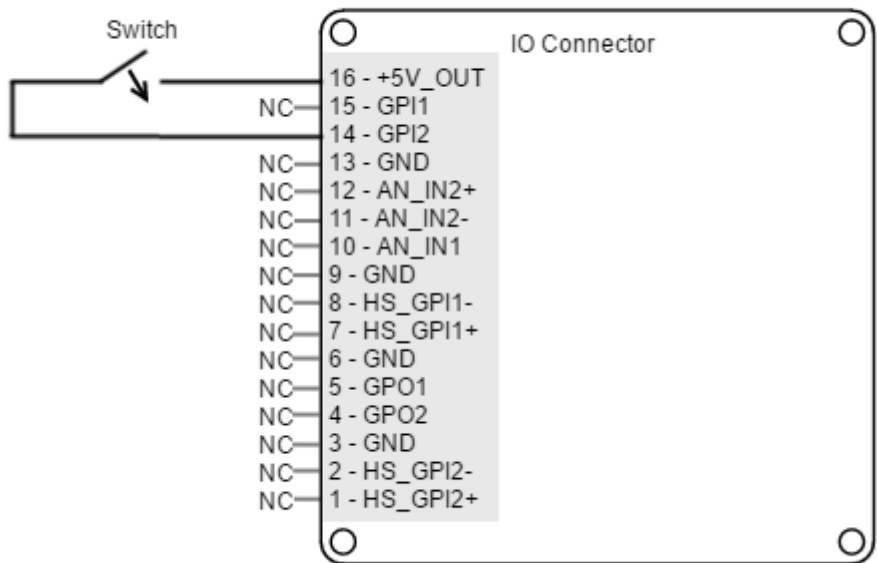 Switch
IO Connector
16 - +5V_OUT
NC 15 - GPI1
14 - GPI2
NC 13 - GND
NC 12 - AN_IN2+
NC 11 - AN_IN2-
NC 10 - AN_IN1
NC 9 - GND
NC 8 - HS_GPI1-
NC 7 - HS_GPI1+
NC 6 - GND
NC 5 - GPO1
NC 4 - GPO2
NC 3 - GND
NC 2 - HS_GPI2-
NC 1 - HS_GPI2+